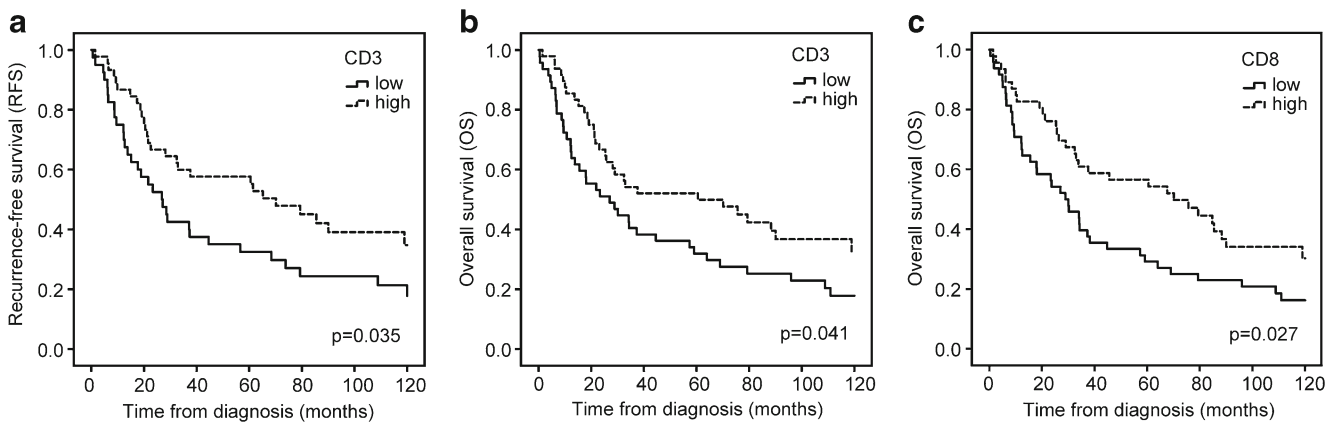 a
Recurrence-free survival (RFS)
1.0
0.8
0.6
0.4
0.2
0.0
CD3
low
high
p=0.035
0 20 40 60 80 100 120
Time from diagnosis (months)
b
Overall survival (OS)
1.0
0.8
0.6
0.4
0.2
0.0
CD3
low
high
p=0.041
0 20 40 60 80 100 120
Time from diagnosis (months)
c
Overall survival (OS)
1.0
0.8
0.6
0.4
0.2
0.0
CD8
low
high
p=0.027
0 20 40 60 80 100 120
Time from diagnosis (months)